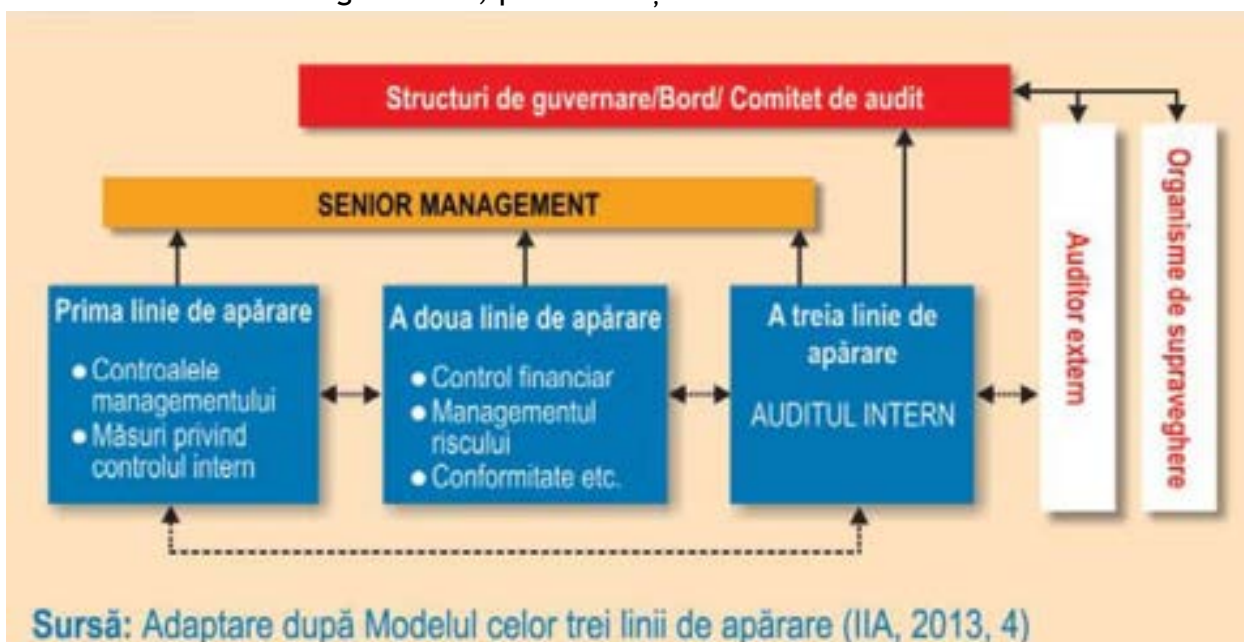 Structuri de guvernare/Bord/ Comitet de audit
SENIOR MANAGEMENT
Prima linie de apărare
● Controalele
managementului
● Măsuri privind
controlul intern
A doua linie de apărare
● Control financiar
● Managementul
riscului
● Conformitate etc.
A treia linie de
apărare
AUDITUL INTERN
Auditor extern
Organisme de supraveghere
Sursă: Adaptare după Modelul celor trei linii de apărare (IIA, 2013, 4)